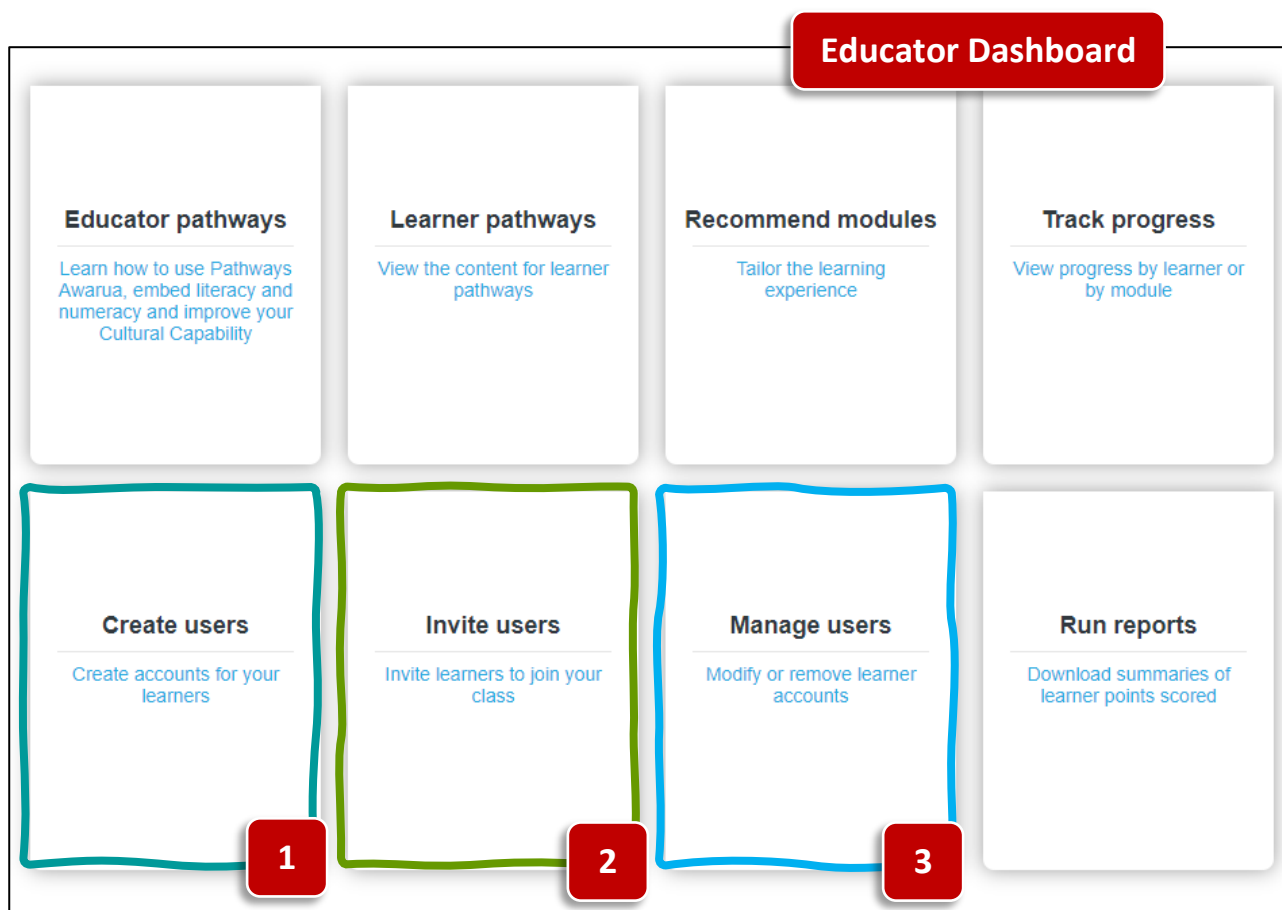 Educator Dashboard
Educator pathways
Learn how to use Pathways
Awarua, embed literacy and
numeracy and improve your
Cultural Capability
Learner pathways
View the content for learner
pathways
Recommend modules
Tailor the learning
experience
Track progress
View progress by learner or
by module
Create users
Create accounts for your
learners
1
Invite users
Invite learners to join your
class
2
Manage users
Modify or remove learner
accounts
3
Run reports
Download summaries of
learner points scored